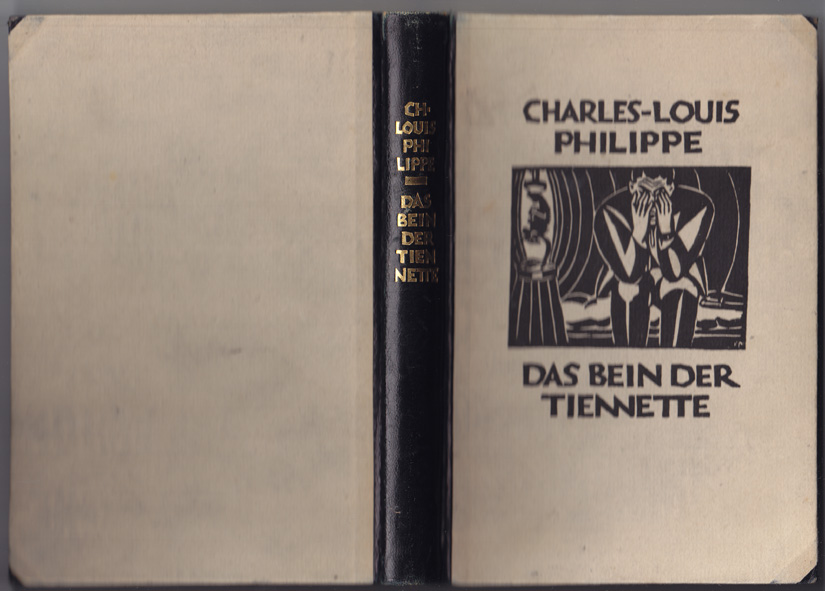 CH-
LOUIS
PHI
LIPPE
DAS
BEIN
DER
TIEN
NETTE
CHARLES-LOUIS
PHILIPPE
DAS BEIN DER
TIENNETTE